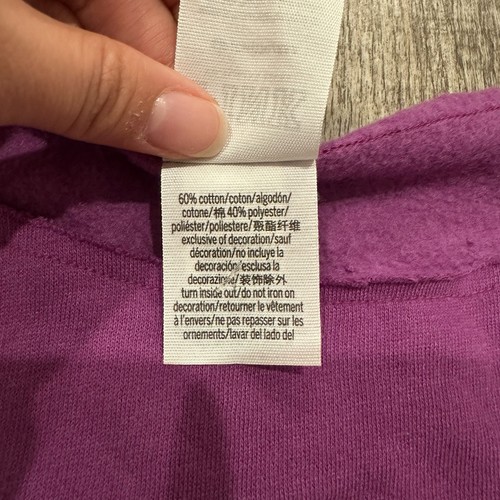 60% cotton/coton/algodón/
cotone/棉 40% polyester/
poliéster/poliestere/聚酯纤维
exclusive of decoration/sauf
décoration/no incluye la
decoración/esclusa la
decorazione/装饰除外
turn inside out/do not iron on
decoration/retourner le vêtement
à l'envers/ne pas repasser sur les
ornements/lavar del lado del